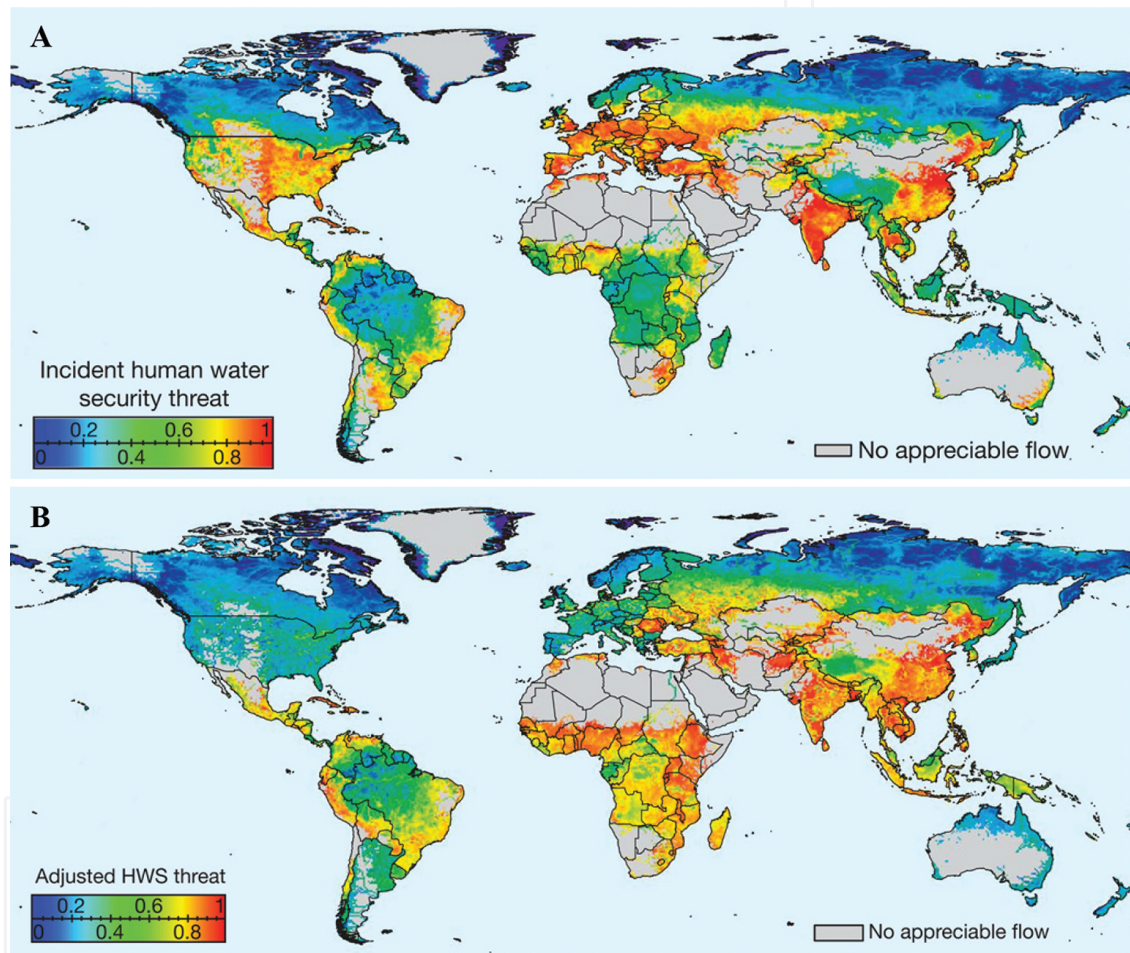 A
Incident human water
security threat
0.2 0.6 1
0 0.4 0.8
No appreciable flow
B
Adjusted HWS threat
0.2 0.6 1
0 0.4 0.8
No appreciable flow